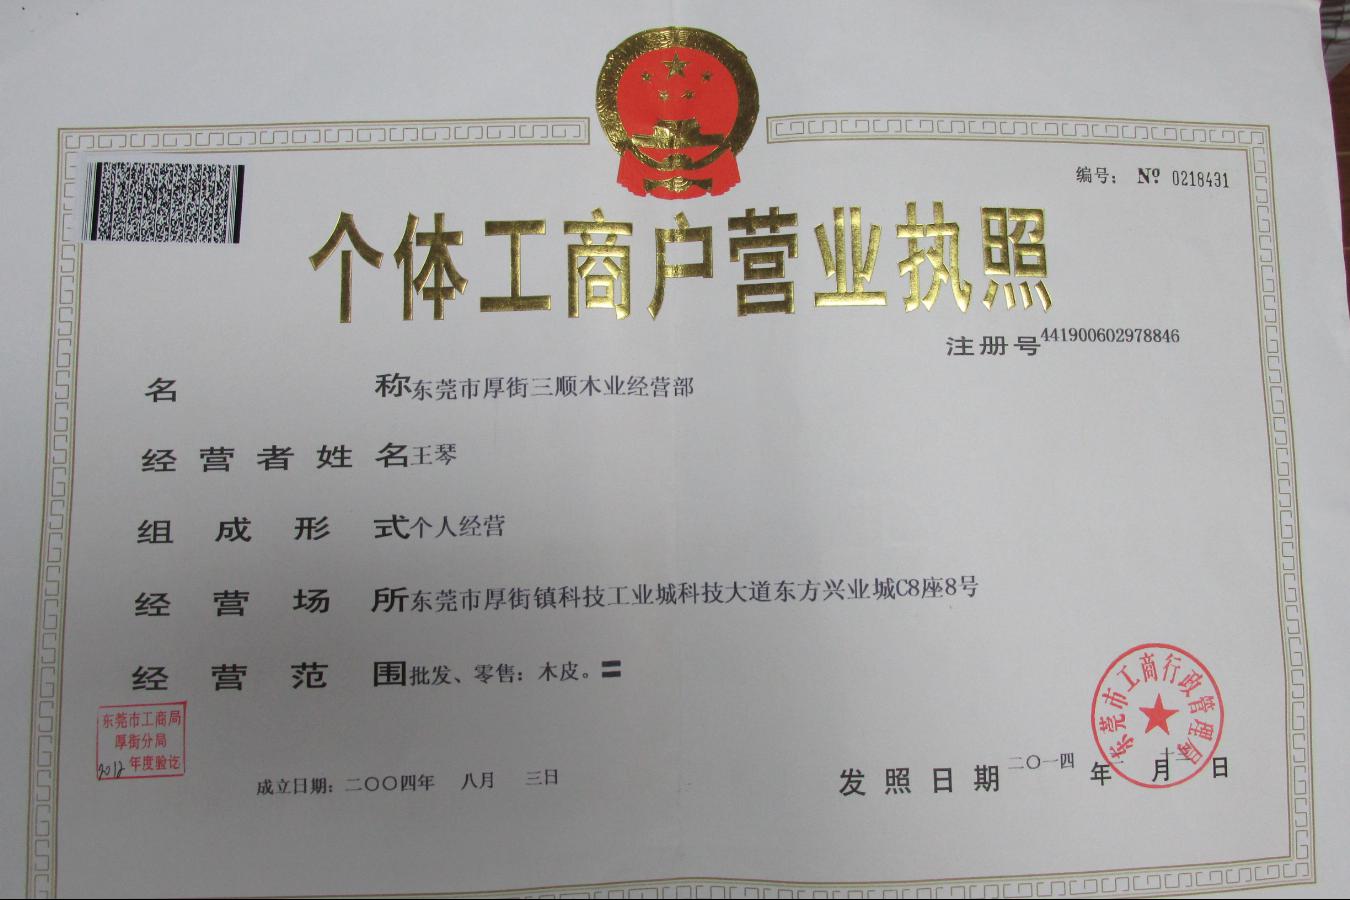 编号： Nº 0218431
个体工商户营业执照
注册号441900602978846
名称东莞市厚街三顺木业经营部
经营者姓名王琴
组成形式个人经营
经营场所东莞市厚街镇科技工业城科技大道东方兴业城C8座8号
经营范围批发、零售：木皮。
东莞市工商局
厚街分局
2012年度验讫
成立日期：二〇〇四年 八月 三日
东莞市工商行政管理局
发照日期二〇一四年 月 日